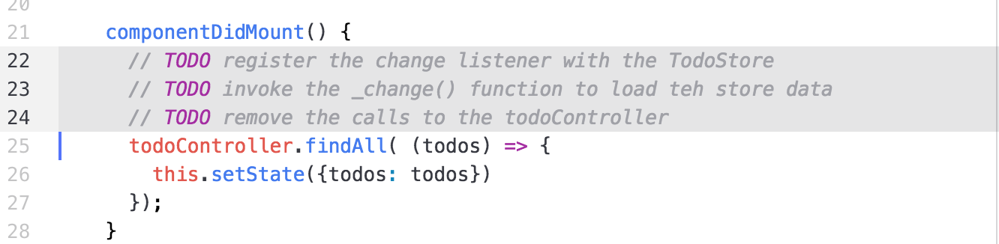 20
21 componentDidMount() {
22 // TODO register the change listener with the TodoStore
23 // TODO invoke the _change() function to load teh store data
24 // TODO remove the calls to the todoController
25 todoController.findAll( (todos) => {
26 this.setState({todos: todos})
27 });
28 }